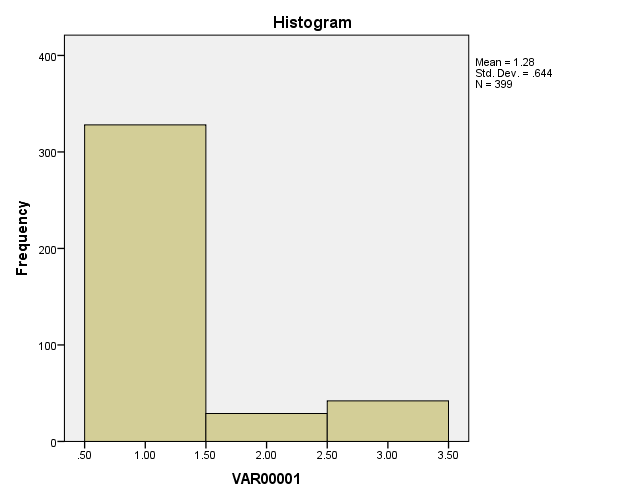 Histogram
Mean = 1.28
Std. Dev. = .644
N = 399
400
300
200
100
0
Frequency
.50 1.00 1.50 2.00 2.50 3.00 3.50
VAR00001